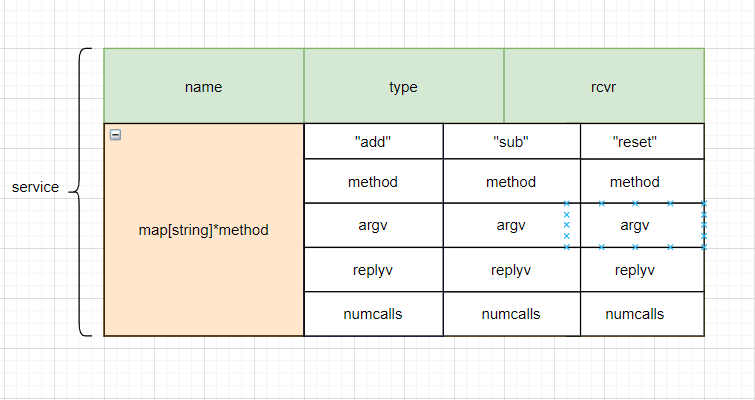 name type rcvr
"add" "sub" "reset"
method method method
service
map[string]*method argv argv argv
replyv replyv replyv
numcalls numcalls numcalls